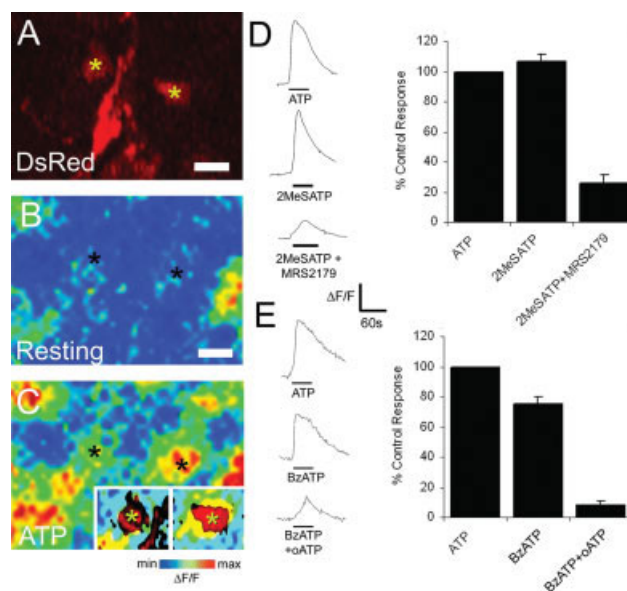 A
DsRed
B
Resting
C
ATP
min
max
ΔF/F
D
ATP
2MeSATP
2MeSATP +
MRS2179
ΔF/F
60s
% Control Response
120
100
80
60
40
20
0
ATP
2MeSATP
2MeSATP+MRS2179
E
ATP
BzATP
BzATP
+oATP
% Control Response
120
100
80
60
40
20
0
ATP
BzATP
BzATP+oATP